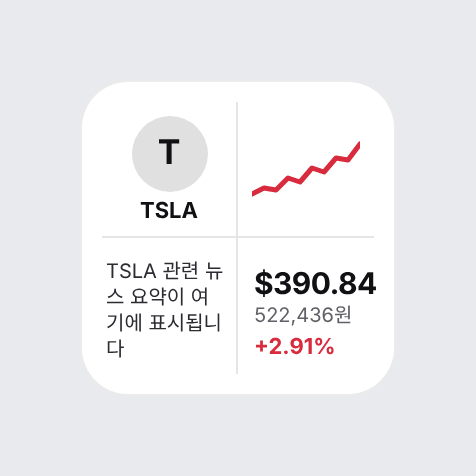 T
TSLA
TSLA 관련 뉴
스 요약이 여
기에 표시됩니
다
$390.84
522,436원
+2.91%